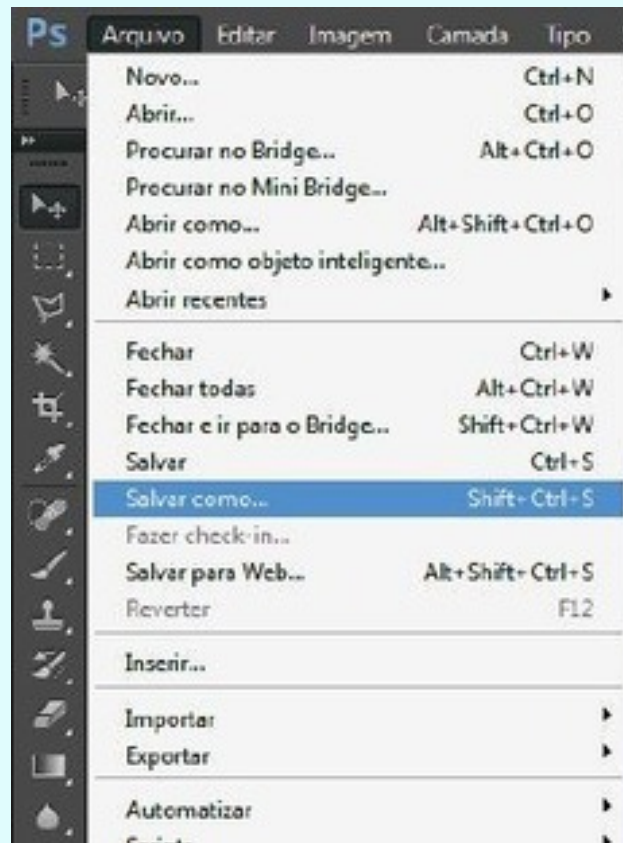 Ps Arquivo Editar Imagem Camada Tipo
Novo... Ctrl+N
Abrir... Ctrl+O
Procurar no Bridge... Alt+Ctrl+O
Procurar no Mini Bridge...
Abrir como... Alt+Shift+Ctrl+O
Abrir como objeto inteligente...
Abrir recentes
Fechar Ctrl+W
Fechar todas Alt+Ctrl+W
Fechar e ir para o Bridge... Shift+Ctrl+W
Salvar Ctrl+S
Salvar como... Shift+Ctrl+S
Fazer check-in...
Salvar para Web... Alt+Shift+Ctrl+S
Reverter F12
Inserir...
Importar
Exportar
Automatizar